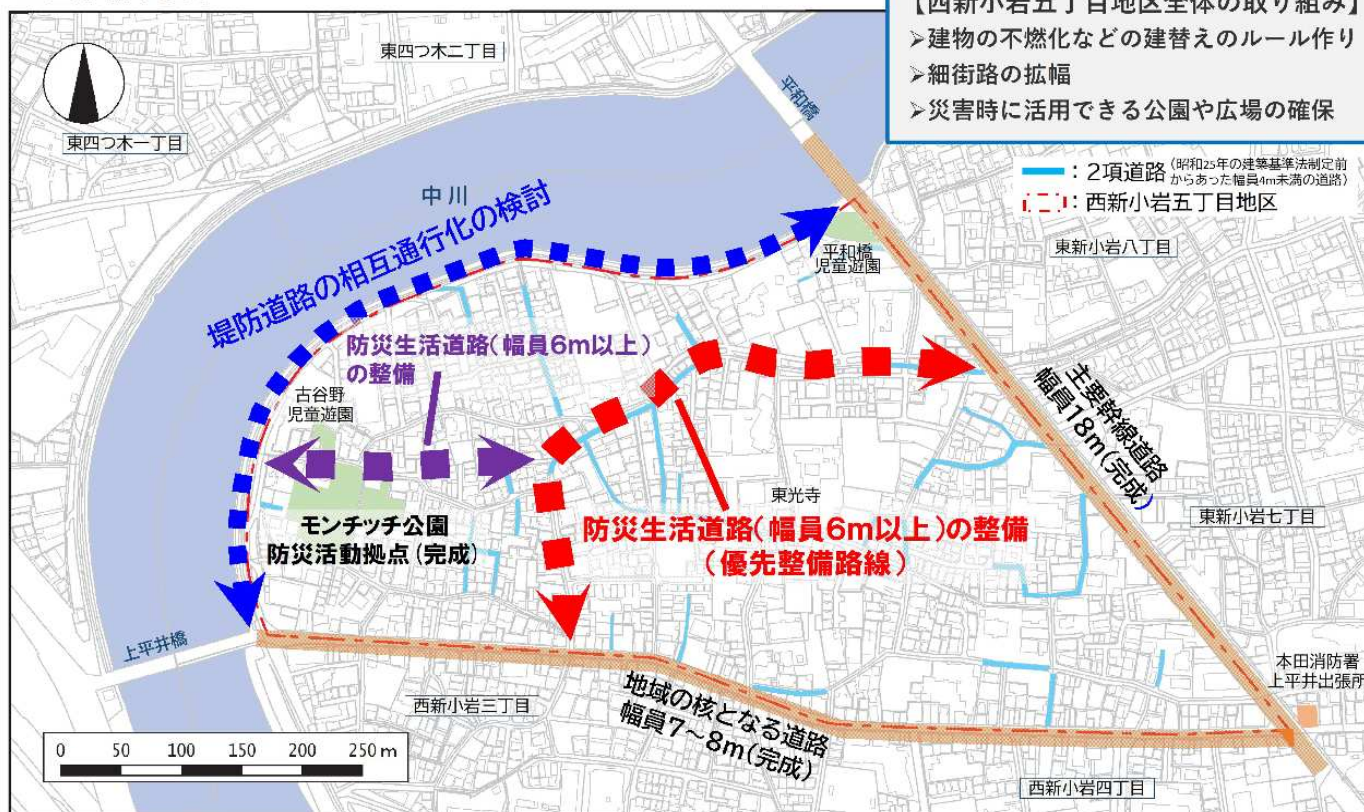 【西新小岩五丁目地区全体の取り組み】
➢建物の不燃化などの建替えのルール作り
➢細街路の拡幅
➢災害時に活用できる公園や広場の確保
東四つ木二丁目
平和橋
東四つ木一丁目
：2項道路（昭和25年の建築基準法制定前
からあった幅員4m未満の道路）
：西新小岩五丁目地区
中川
東新小岩八丁目
堤防道路の相互通行化の検討
平和橋
児童遊園
防災生活道路（幅員6m以上）
の整備
古谷野
児童遊園
主要幹線道路
幅員18m（完成）
東光寺
モンチッチ公園
防災活動拠点（完成）
防災生活道路（幅員6m以上）の整備
（優先整備路線）
東新小岩七丁目
上平井橋
本田消防署
上平井出張所
西新小岩三丁目
地域の核となる道路
幅員7～8m（完成）
0 50 100 150 200 250 m
西新小岩四丁目